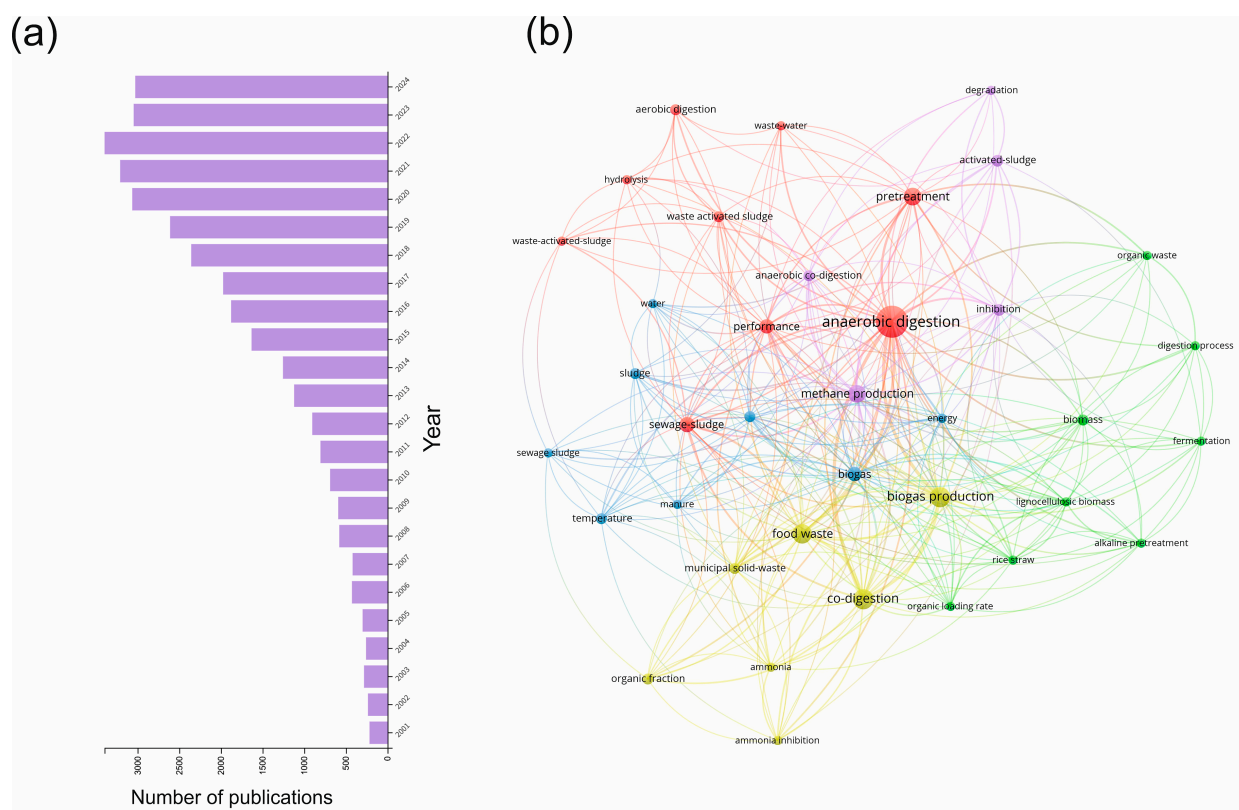 (a)
2024
2023
2022
2021
2020
2019
2018
2017
2016
2015
2014
2013
2012
2011
2010
2009
2008
2007
2006
2005
2004
2003
2002
2001
Year
3000
2500
2000
1500
1000
500
0
Number of publications
(b)
degradation
aerobic digestion
waste-water
activated-sludge
hydrolysis
pretreatment
waste activated sludge
waste-activated-sludge
organic waste
anaerobic co-digestion
water
inhibition
anaerobic digestion
performance
digestion process
sludge
methane production
energy
biomass
sewage-sludge
fermentation
sewage sludge
biogas
biogas production
lignocellulosic biomass
manure
temperature
food waste
alkaline pretreatment
rice straw
municipal solid-waste
co-digestion
organic loading rate
ammonia
organic fraction
ammonia inhibition